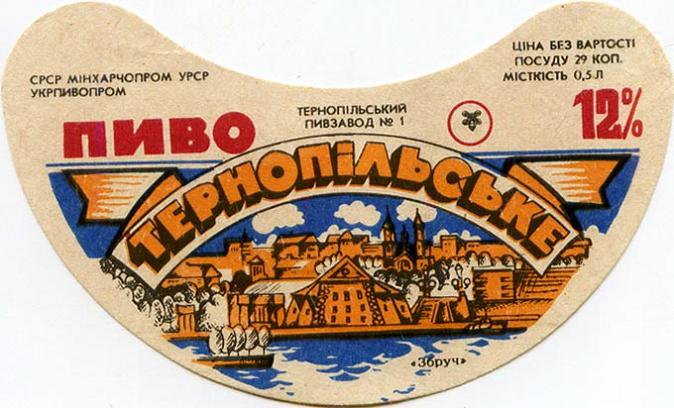 СРСР МІНХАРЧОПРОМ УРСР
УКРПИВОПРОМ
ПИВО
ТЕРНОПІЛЬСЬКИЙ
ПИВЗАВОД № 1
ЦІНА БЕЗ ВАРТОСТІ
ПОСУДУ 29 КОП.
МІСТКІСТЬ 0,5 Л
12%
ТЕРНОПІЛЬСЬКЕ
«Збруч»